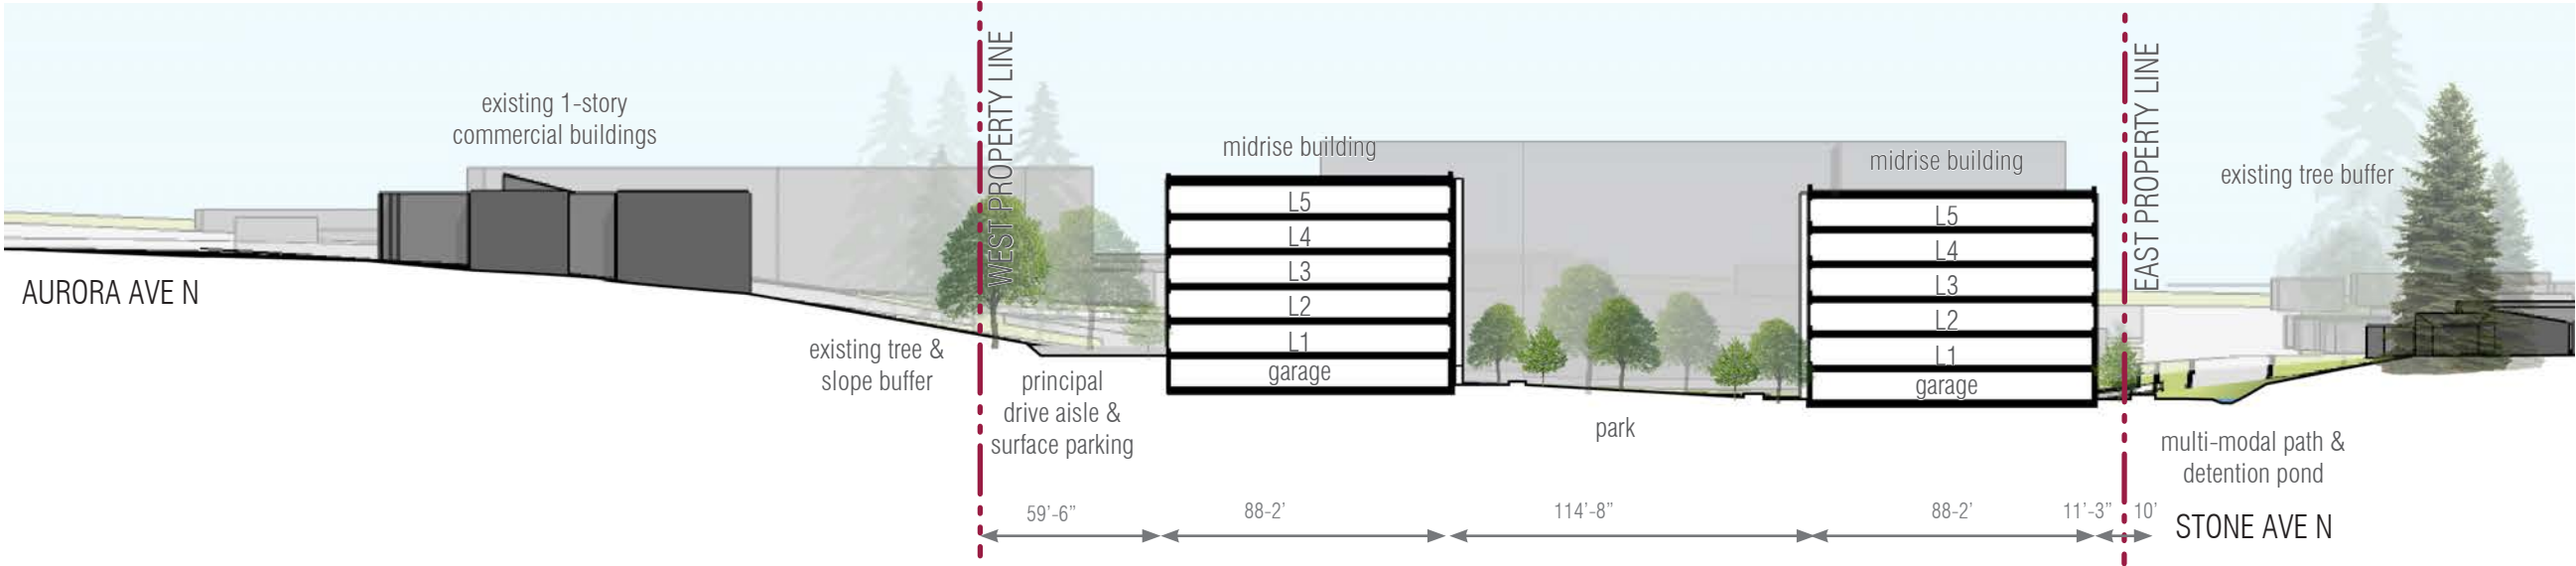 existing 1-story
commercial buildings
AURORA AVE N
existing tree &
slope buffer
WEST PROPERTY LINE
principal
drive aisle &
surface parking
midrise building
L5
L4
L3
L2
L1
garage
park
midrise building
L5
L4
L3
L2
L1
garage
EAST PROPERTY LINE
existing tree buffer
multi-modal path &
detention pond
59'-6"
88-2'
114'-8"
88-2'
11'-3"
10'
STONE AVE N